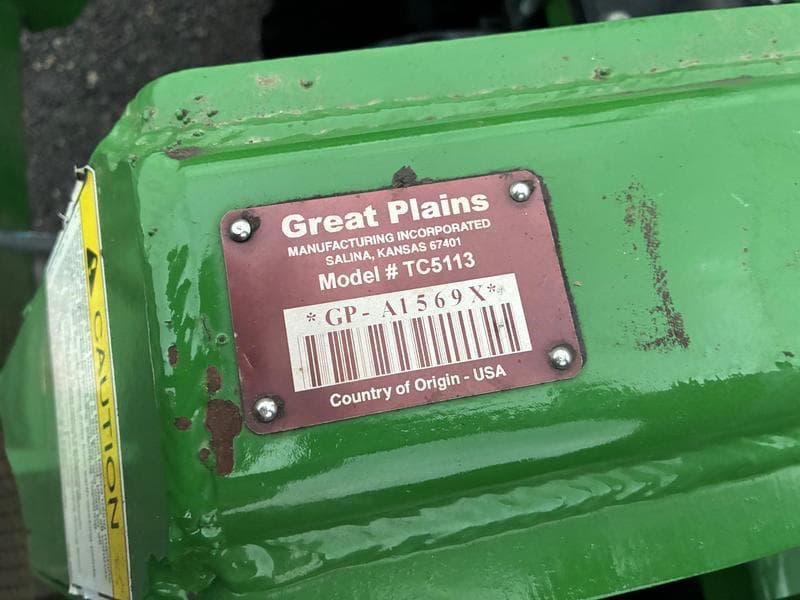 Great Plains
MANUFACTURING INCORPORATED
SALINA, KANSAS 67401
Model # TC5113
*GP- A1569X*
Country of Origin - USA
CAUTION